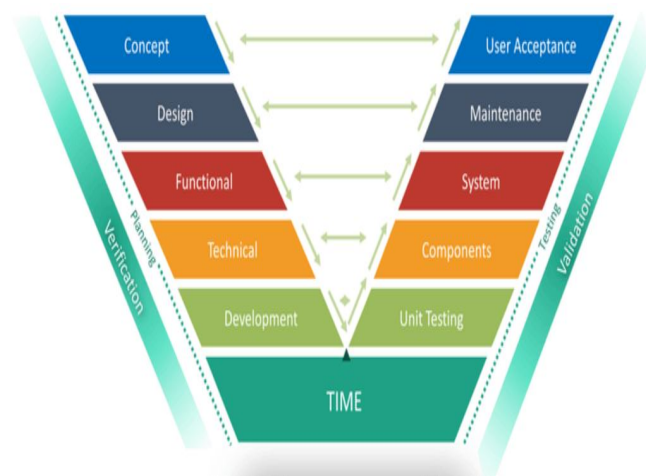 Concept
User Acceptance
Design
Maintenance
Functional
System
Planning
Testing
Verification
Validation
Technical
Components
Development
Unit Testing
TIME